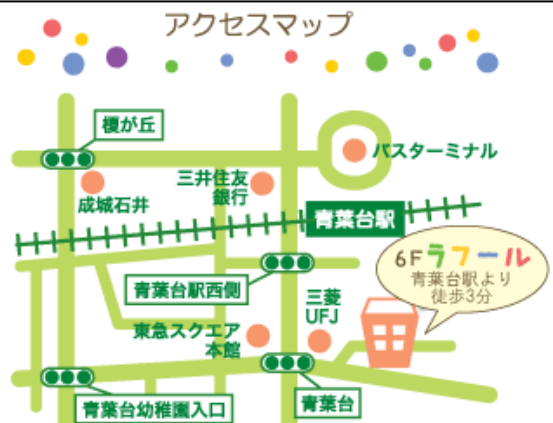 アクセスマップ
榎が丘
バスターミナル
三井住友
銀行
成城石井
青葉台駅
6Fラフール
青葉台駅より
徒歩3分
青葉台駅西側
三菱
UFJ
東急スクエア
本館
青葉台幼稚園入口
青葉台